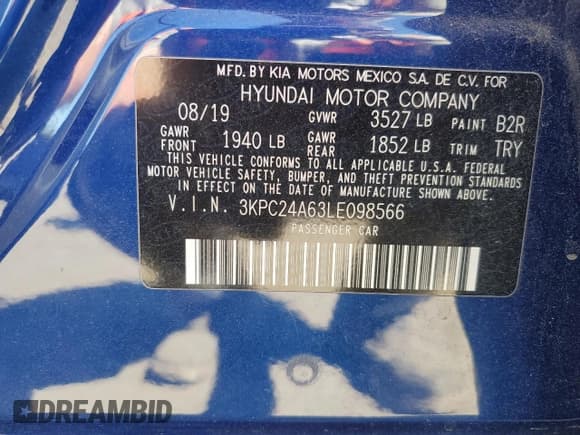 MFD. BY KIA MOTORS MEXICO S.A. DE C.V. FOR
HYUNDAI MOTOR COMPANY
08/19 GVWR 3527 LB PAINT B2R
GAWR FRONT 1940 LB GAWR REAR 1852 LB TRIM TRY
THIS VEHICLE CONFORMS TO ALL APPLICABLE U.S.A. FEDERAL
MOTOR VEHICLE SAFETY, BUMPER, AND THEFT PREVENTION STANDARDS
IN EFFECT ON THE DATE OF MANUFACTURE SHOWN ABOVE.
V.I.N. 3KPC24A63LE098566
PASSENGER CAR
DREAMBID